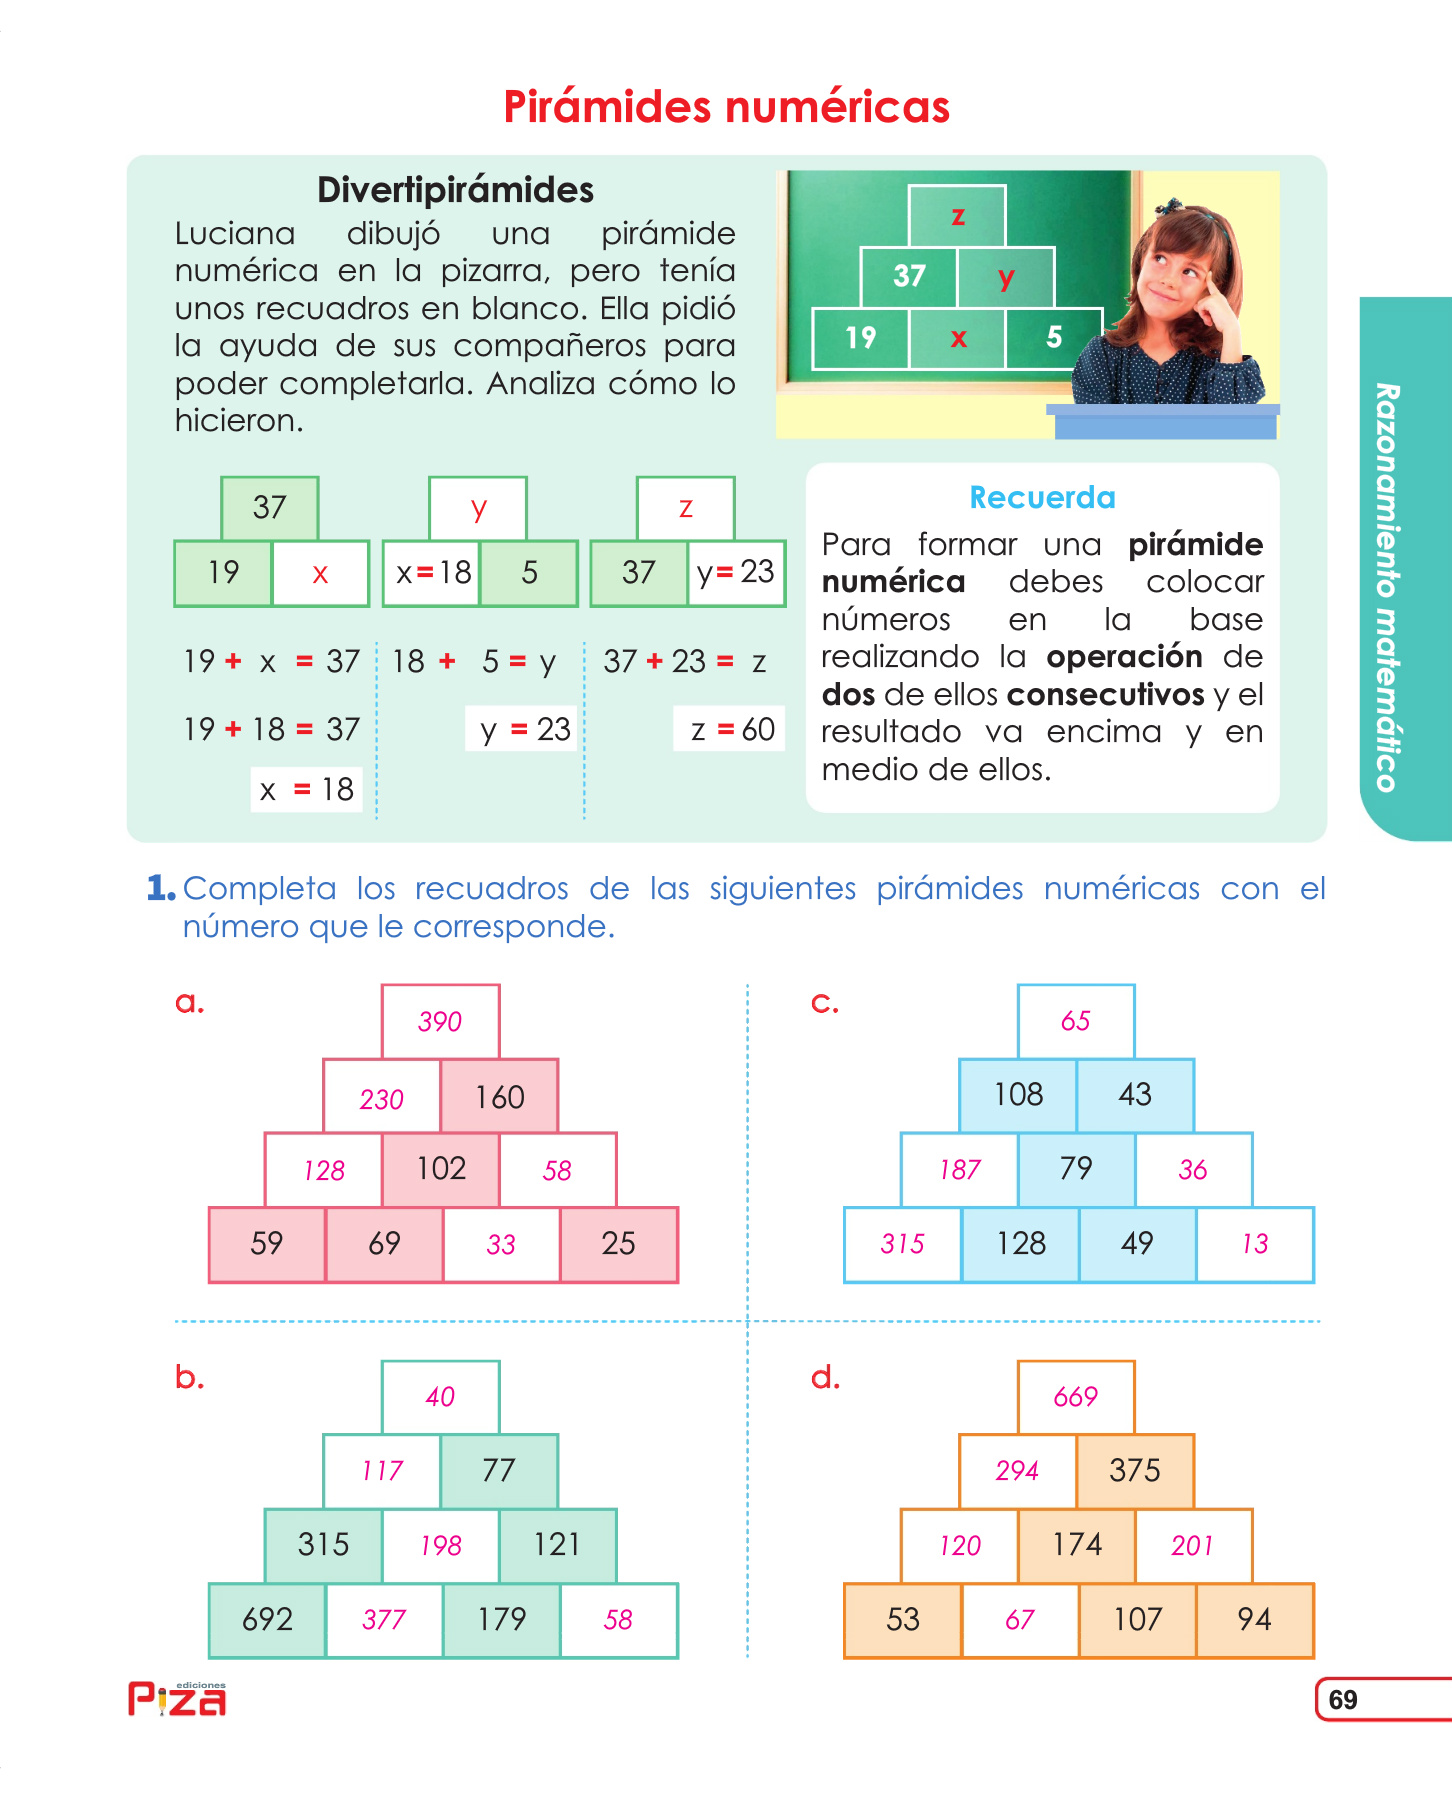 Pirámides numéricas
Divertipirámides
Luciana dibujó una pirámide
numérica en la pizarra, pero tenía
unos recuadros en blanco. Ella pidió
la ayuda de sus compañeros para
poder completarla. Analiza cómo lo
hicieron.
z
37 y
19 x 5
37
19 x
19 + x = 37
19 + 18 = 37
x = 18
y
x=18 5
18 + 5 = y
y = 23
z
37 y= 23
37 + 23 = z
z = 60
Recuerda
Para formar una pirámide
numérica debes colocar
números en la base
realizando la operación de
dos de ellos consecutivos y el
resultado va encima y en
medio de ellos.
Razonamiento matemático
1. Completa los recuadros de las siguientes pirámides numéricas con el
número que le corresponde.
a.
390
230 160
128 102 58
59 69 33 25
c.
65
108 43
187 79 36
315 128 49 13
b.
40
117 77
315 198 121
692 377 179 58
d.
669
294 375
120 174 201
53 67 107 94
ediciones
Piza
69